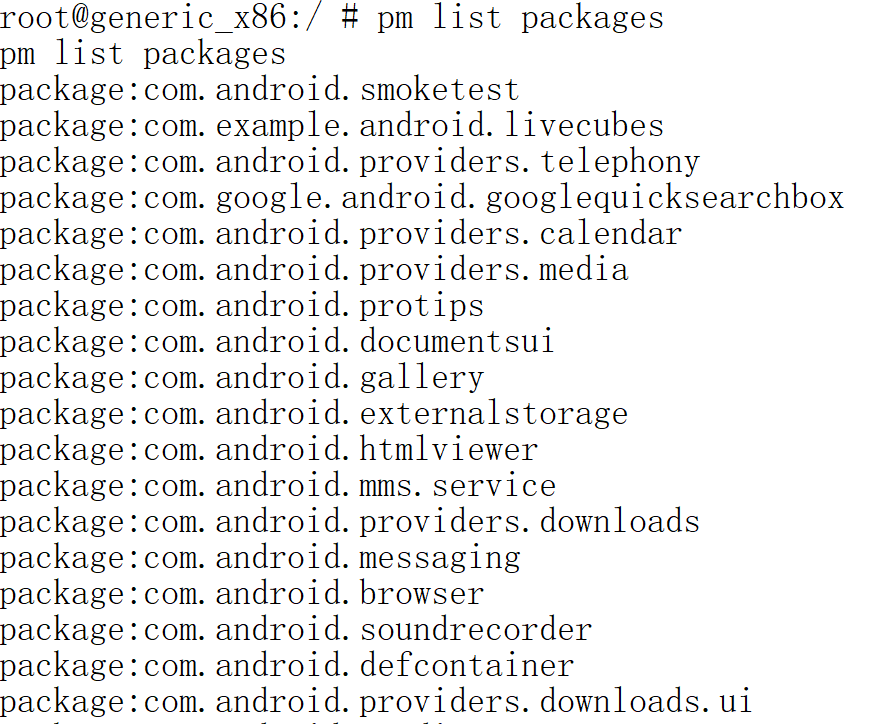 root@generic_x86:/ # pm list packages
pm list packages
package:com.android.smoketest
package:com.example.android.livecubes
package:com.android.providers.telephony
package:com.google.android.googlequicksearchbox
package:com.android.providers.calendar
package:com.android.providers.media
package:com.android.protips
package:com.android.documentsui
package:com.android.gallery
package:com.android.externalstorage
package:com.android.htmlviewer
package:com.android.mms.service
package:com.android.providers.downloads
package:com.android.messaging
package:com.android.browser
package:com.android.soundrecorder
package:com.android.defcontainer
package:com.android.providers.downloads.ui